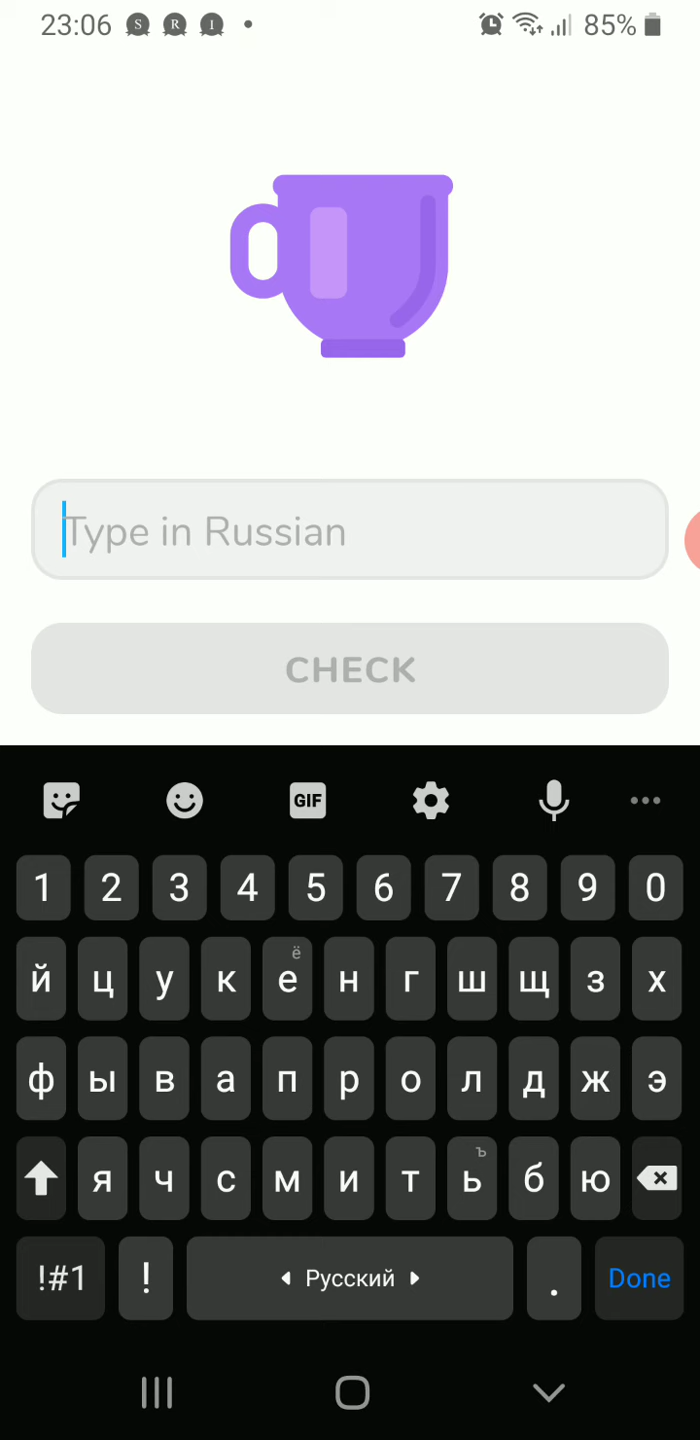 23:06 S R I 85%
Type in Russian
CHECK
GIF
1 2 3 4 5 6 7 8 9 0
ё
й ц у к е н г ш щ з х
ф ы в а п р о л д ж э
ъ
я ч с м и т ь б ю
!#1 ! Русский . Done